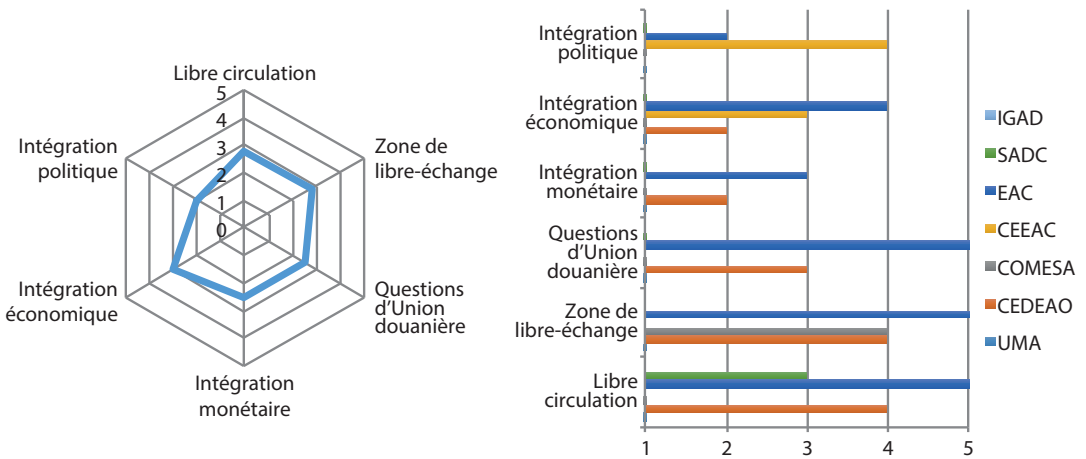 Libre circulation
5
4
3
2
1
0
Zone de
libre-échange
Questions
d'Union
douanière
Intégration
monétaire
Intégration
économique
Intégration
politique
Intégration
politique
Intégration
économique
Intégration
monétaire
Questions
d'Union
douanière
Zone de
libre-échange
Libre
circulation
1 2 3 4 5
IGAD
SADC
EAC
CEEAC
COMESA
CEDEAO
UMA